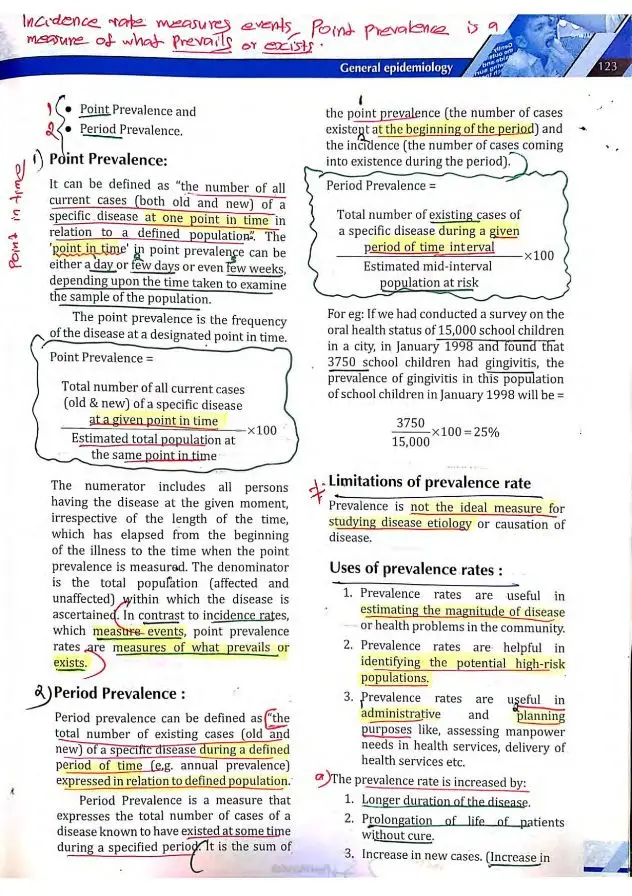 Incidence rate measures events, Point prevalence is a
measure of what prevails or exists.
General epidemiology
123
1
• Point Prevalence and
2
• Period Prevalence.
1) Point Prevalence:
Point in time
It can be defined as “the number of all
current cases (both old and new) of a
specific disease at one point in time in
relation to a defined population”. The
'point in time' in point prevalence can be
either a day or few days or even few weeks,
depending upon the time taken to examine
the sample of the population.
The point prevalence is the frequency
of the disease at a designated point in time.
Point Prevalence =
Total number of all current cases
(old & new) of a specific disease
at a given point in time
×100
Estimated total population at
the same point in time
The numerator includes all persons
having the disease at the given moment,
irrespective of the length of the time,
which has elapsed from the beginning
of the illness to the time when the point
prevalence is measured. The denominator
is the total population (affected and
unaffected) within which the disease is
ascertained. In contrast to incidence rates,
which measure events, point prevalence
rates are measures of what prevails or
exists.
2) Period Prevalence :
Period prevalence can be defined as “the
total number of existing cases (old and
new) of a specific disease during a defined
period of time (e.g. annual prevalence)
expressed in relation to defined population.
Period Prevalence is a measure that
expresses the total number of cases of a
disease known to have existed at some time
during a specified period. It is the sum of
the point prevalence (the number of cases
existent at the beginning of the period) and
the incidence (the number of cases coming
into existence during the period).
Period Prevalence =
Total number of existing cases of
a specific disease during a given
period of time interval
×100
Estimated mid-interval
population at risk
For eg: If we had conducted a survey on the
oral health status of 15,000 school children
in a city, in January 1998 and found that
3750 school children had gingivitis, the
prevalence of gingivitis in this population
of school children in January 1998 will be =
3750
×100 = 25%
15,000
Limitations of prevalence rate
Prevalence is not the ideal measure for
studying disease etiology or causation of
disease.
Uses of prevalence rates :
1. Prevalence rates are useful in
estimating the magnitude of disease
or health problems in the community.
2. Prevalence rates are helpful in
identifying the potential high-risk
populations.
3. Prevalence rates are useful in
administrative and planning
purposes like, assessing manpower
needs in health services, delivery of
health services etc.
a) The prevalence rate is increased by:
1. Longer duration of the disease.
2. Prolongation of life of patients
without cure.
3. Increase in new cases. (Increase in